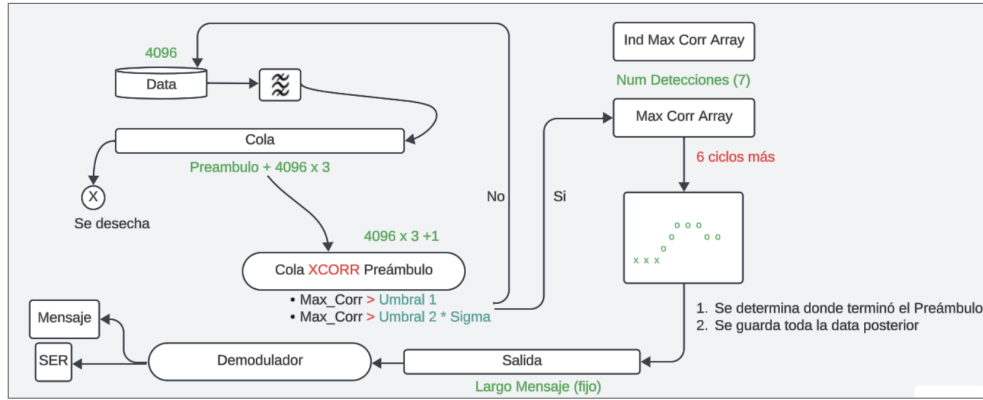 4096
Data
Cola
Preambulo + 4096 x 3
X
Se desecha
4096 x 3 +1
Cola XCORR Preámbulo
• Max_Corr > Umbral 1
• Max_Corr > Umbral 2 * Sigma
No
Si
Ind Max Corr Array
Num Detecciones (7)
Max Corr Array
6 ciclos más
o o o
o o o
o
x x x
1. Se determina donde terminó el Preámbulo
2. Se guarda toda la data posterior
Salida
Largo Mensaje (fijo)
Demodulador
Mensaje
SER